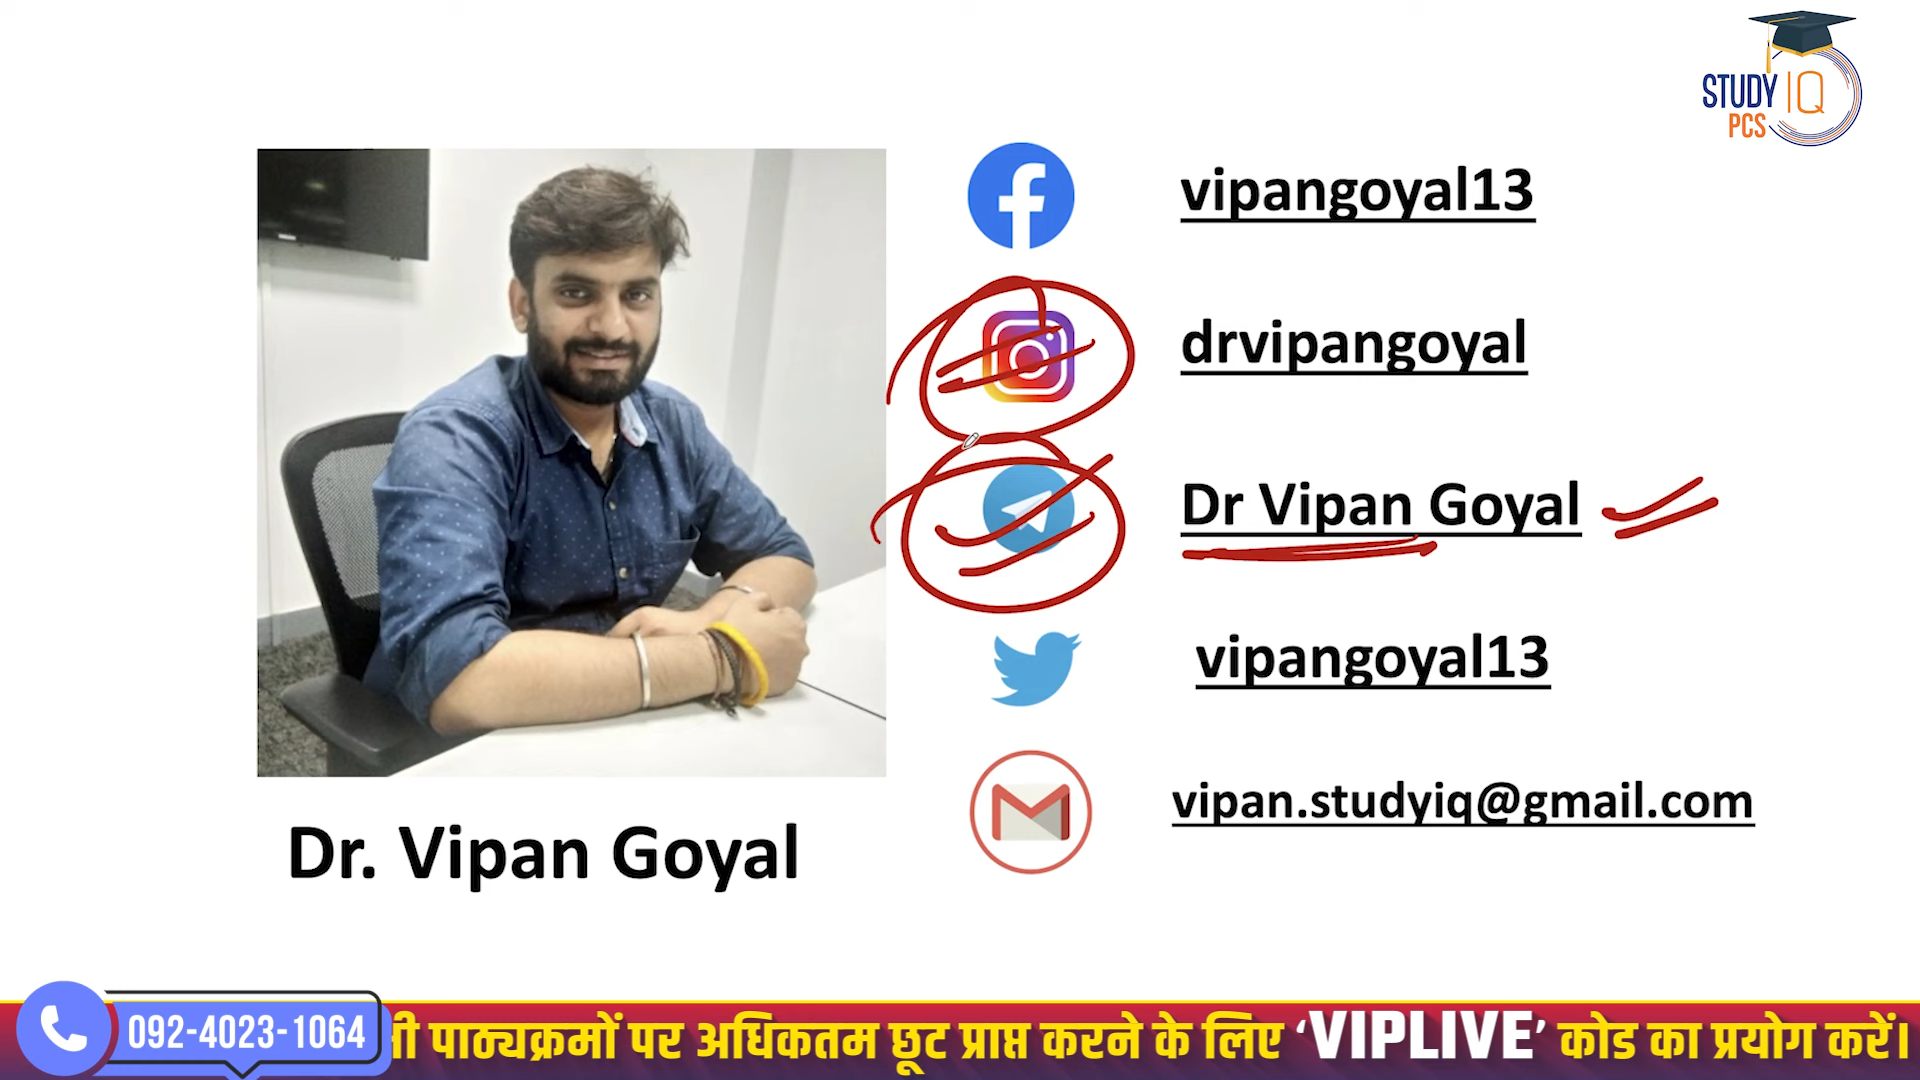 STUDY IQ
PCS
vipangoyal13
drvipangoyal
Dr Vipan Goyal
vipangoyal13
vipan.studyiq@gmail.com
Dr. Vipan Goyal
092-4023-1064
पाठ्यक्रमों पर अधिकतम छूट प्राप्त करने के लिए ‘VIPLIVE’ कोड का प्रयोग करें।